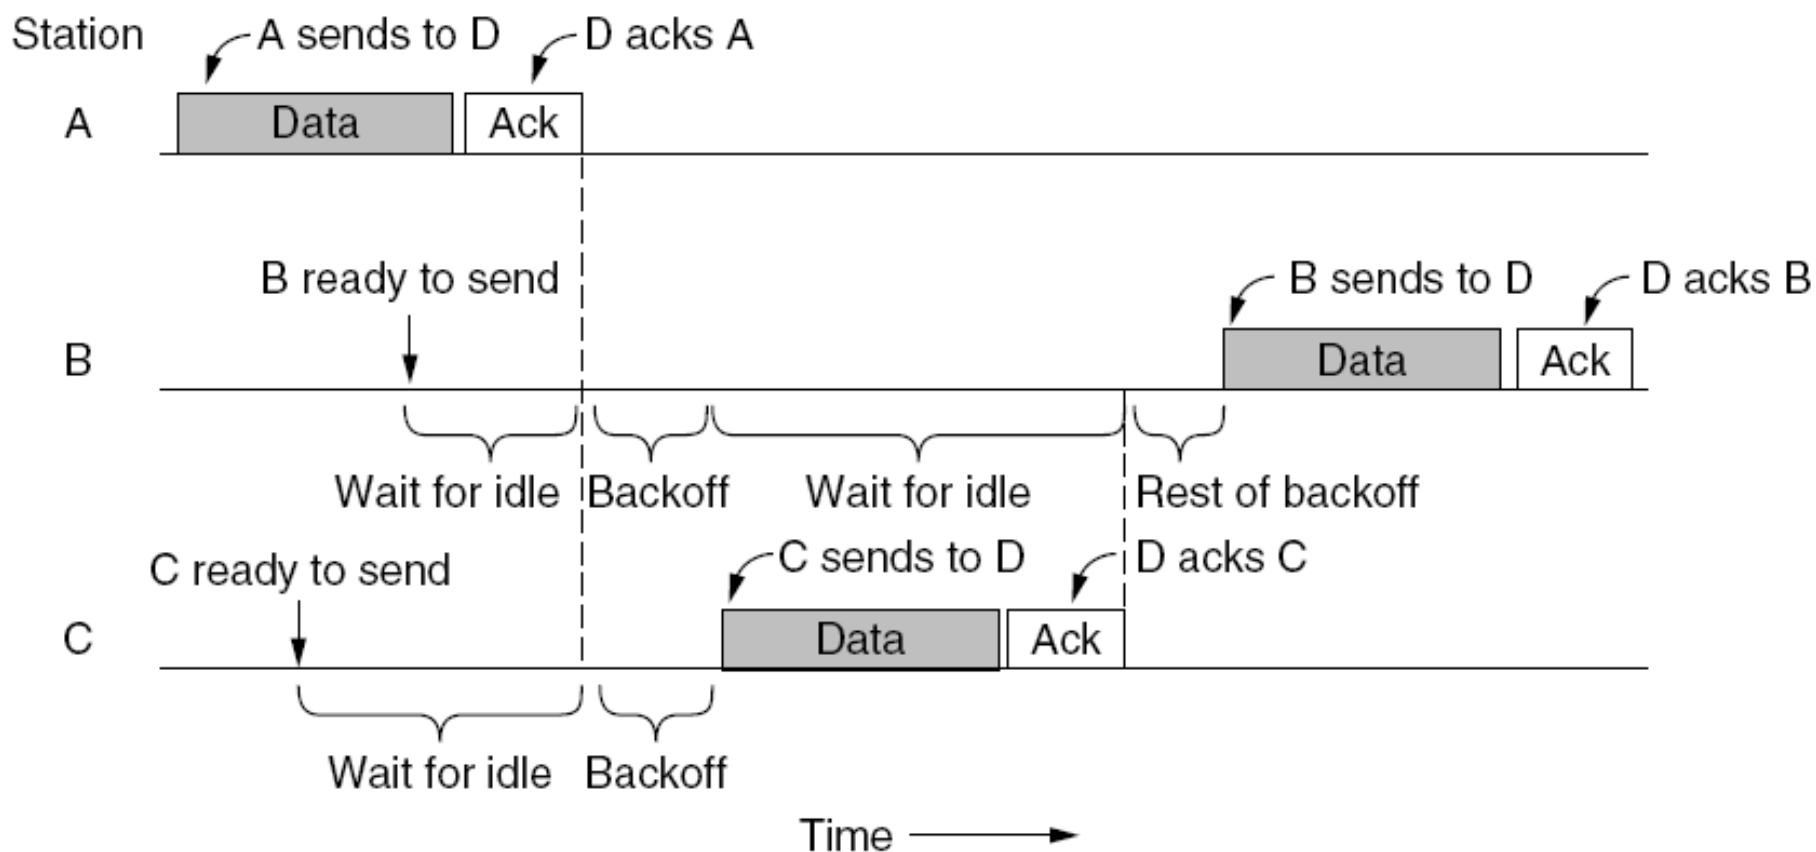 Station
A sends to D
D acks A
A
Data
Ack
B ready to send
B sends to D
D acks B
B
Data
Ack
Wait for idle
Backoff
Wait for idle
Rest of backoff
C ready to send
C sends to D
D acks C
C
Data
Ack
Wait for idle
Backoff
Time